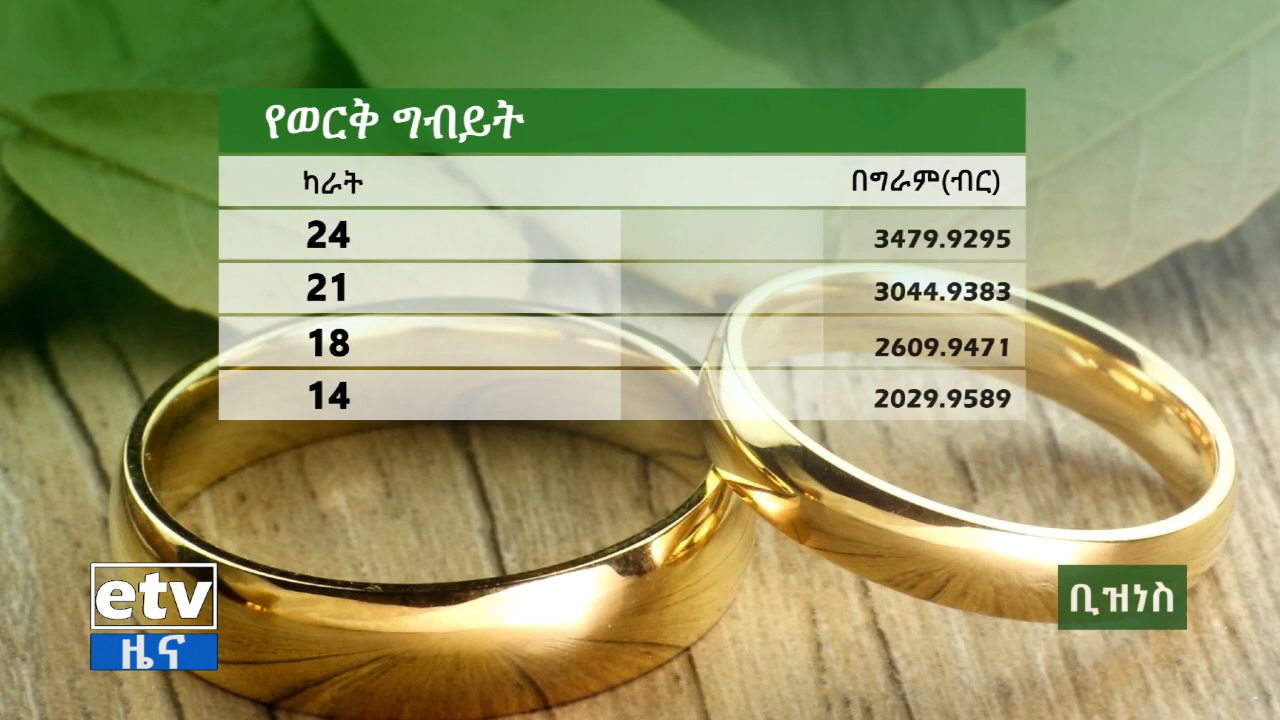 የወርቅ ግብይት
ካራት በግራም(ብር)
24 3479.9295
21 3044.9383
18 2609.9471
14 2029.9589
etv
ዜና
ቢዝነስ